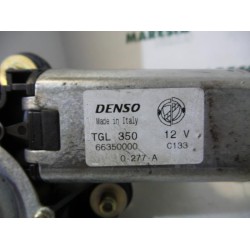 DENSO
Made in Italy
TGL 350 12 V
66350000 C133
0-277-A